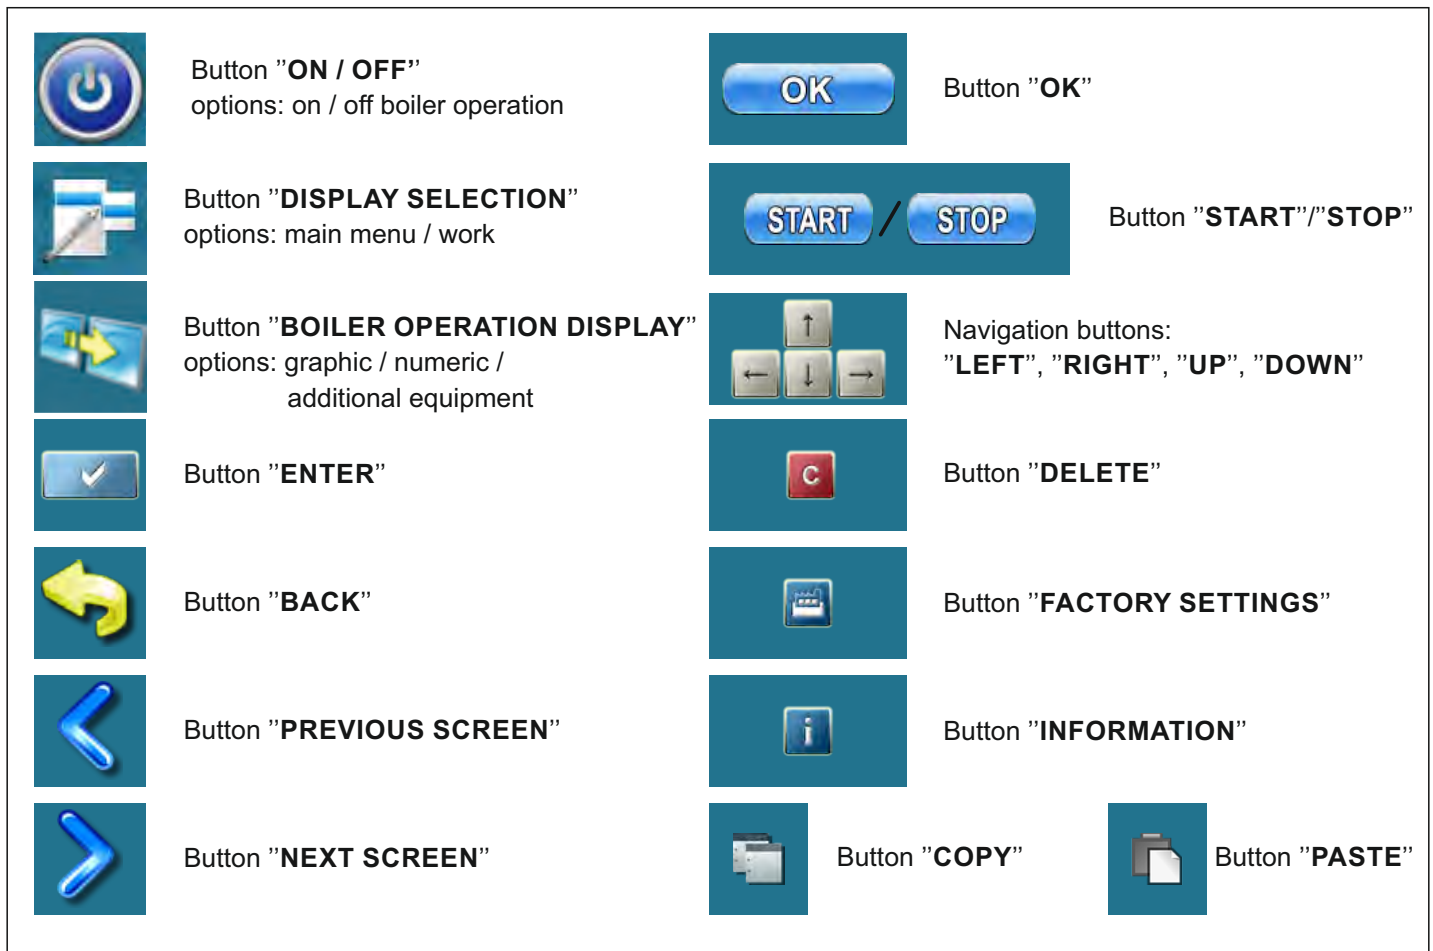 Button ’’ON / OFF’’
options: on / off boiler operation
Button ’’DISPLAY SELECTION’’
options: main menu / work
Button ’’BOILER OPERATION DISPLAY’’
options: graphic / numeric /
additional equipment
Button ’’ENTER’’
Button ’’BACK’’
Button ’’PREVIOUS SCREEN’’
Button ’’NEXT SCREEN’’
OK
Button ’’OK’’
START / STOP
Button ’’START’’/’’STOP’’
↑
← ↓ →
Navigation buttons:
’’LEFT’’, ’’RIGHT’’, ’’UP’’, ’’DOWN’’
C
Button ’’DELETE’’
Button ’’FACTORY SETTINGS’’
i
Button ’’INFORMATION’’
Button ’’COPY’’
Button ’’PASTE’’